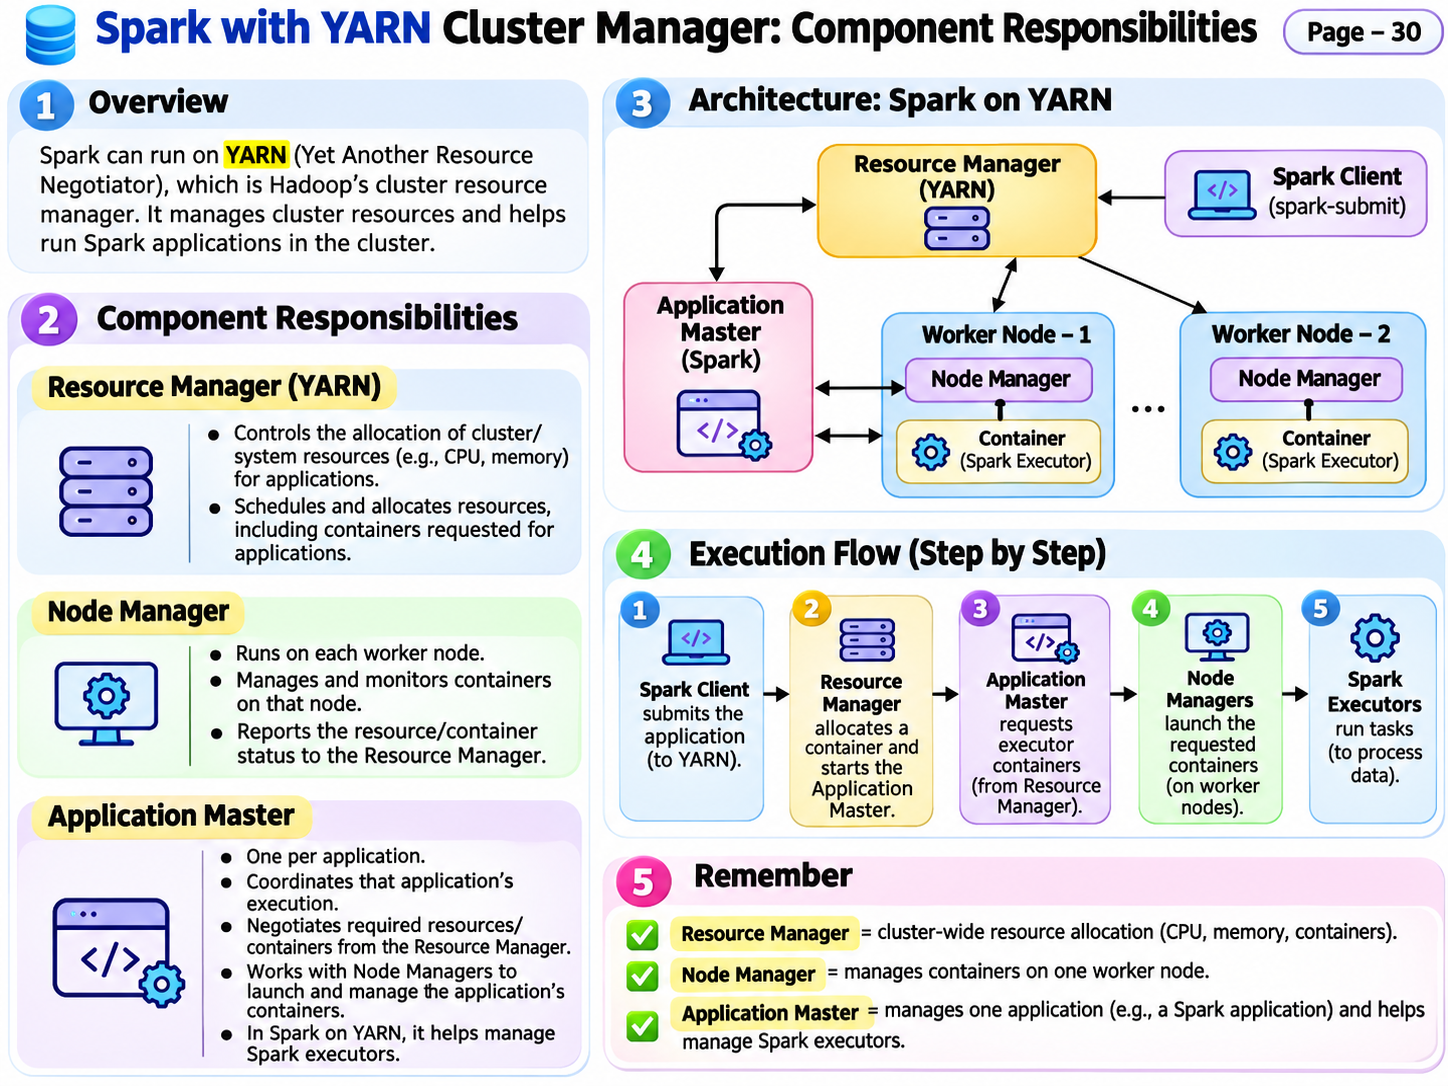 Spark with YARN Cluster Manager: Component Responsibilities
Page – 30
1
Overview
Spark can run on YARN (Yet Another Resource
Negotiator), which is Hadoop's cluster resource
manager. It manages cluster resources and helps
run Spark applications in the cluster.
2
Component Responsibilities
Resource Manager (YARN)
● Controls the allocation of cluster/
system resources (e.g., CPU, memory)
for applications.
● Schedules and allocates resources,
including containers requested for
applications.
Node Manager
● Runs on each worker node.
● Manages and monitors containers
on that node.
● Reports the resource/container
status to the Resource Manager.
Application Master
</>
● One per application.
● Coordinates that application's
execution.
● Negotiates required resources/
containers from the Resource Manager.
● Works with Node Managers to
launch and manage the application's
containers.
● In Spark on YARN, it helps manage
Spark executors.
3
Architecture: Spark on YARN
Resource Manager
(YARN)
</>
Spark Client
(spark-submit)
Application
Master
(Spark)
</>
Worker Node – 1
Node Manager
Container
(Spark Executor)
...
Worker Node – 2
Node Manager
Container
(Spark Executor)
4
Execution Flow (Step by Step)
1
</>
Spark Client
submits the
application
(to YARN).
2
Resource
Manager
allocates a
container and
starts the
Application
Master.
3
</>
Application
Master
requests
executor
containers
(from Resource
Manager).
4
Node
Managers
launch the
requested
containers
(on worker
nodes).
5
Spark
Executors
run tasks
(to process
data).
5
Remember
✅ Resource Manager = cluster-wide resource allocation (CPU, memory, containers).
✅ Node Manager = manages containers on one worker node.
✅ Application Master = manages one application (e.g., a Spark application) and helps
manage Spark executors.